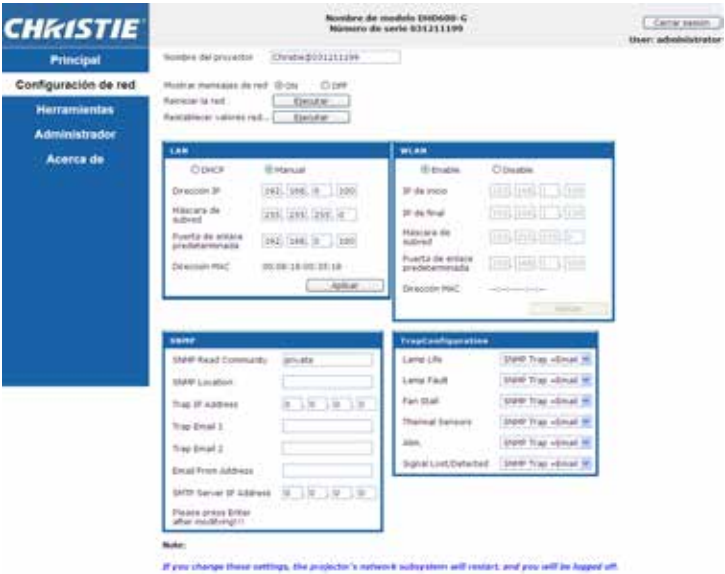 CHRISTIE
Nombre de modelo DHD600-G
Número de serie 031211199
Cerrar sesión
User: administrator
Principal
Configuración de red
Herramientas
Administrador
Acerca de
Nombre del proyector Christie@031211199
Mostrar mensajes de red ON OFF
Reiniciar la red Ejecutar
Restablecer valores red... Ejecutar
LAN
DHCP Manual
Dirección IP 192. 168. 0 . 100
Máscara de subred 255. 255. 255. 0
Puerta de enlace predeterminada 192. 168. 0 . 100
Dirección MAC
Aplicar
WLAN
Enable Disable
IP de inicio
IP de final
Máscara de subred
Puerta de enlace predeterminada
Dirección MAC --:--:--:--:--:--
Aplicar
SNMP
SNMP Read Community private
SNMP Location
Trap IP Address 0 . 0 . 0 . 0
Trap Email 1
Trap Email 2
Email From Address
SMTP Server IP Address 0 . 0 . 0 . 0
Please press Enter
after modifying!!!
TrapConfiguration
Lamp Life SNMP Trap +Email
Lamp Fault SNMP Trap +Email
Fan Stall SNMP Trap +Email
Thermal Sensors SNMP Trap +Email
Attn. SNMP Trap +Email
Signal Lost/Detected SNMP Trap +Email
Note:
If you change these settings, the projector's network subsystem will restart, and you will be logged off.